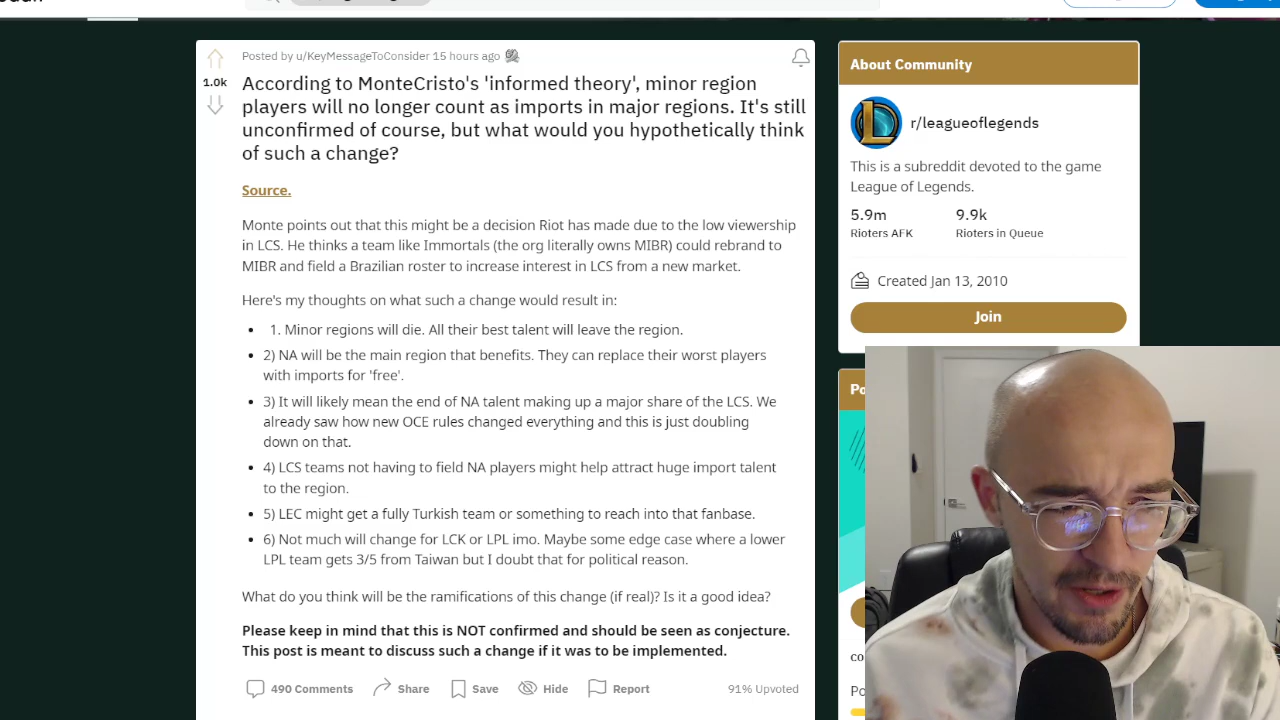 Posted by u/KeyMessageToConsider 15 hours ago
1.0k
According to MonteCristo's 'informed theory', minor region
players will no longer count as imports in major regions. It's still
unconfirmed of course, but what would you hypothetically think
of such a change?
Source.
Monte points out that this might be a decision Riot has made due to the low viewership
in LCS. He thinks a team like Immortals (the org literally owns MIBR) could rebrand to
MIBR and field a Brazilian roster to increase interest in LCS from a new market.
Here's my thoughts on what such a change would result in:
• 1. Minor regions will die. All their best talent will leave the region.
• 2) NA will be the main region that benefits. They can replace their worst players
with imports for 'free'.
• 3) It will likely mean the end of NA talent making up a major share of the LCS. We
already saw how new OCE rules changed everything and this is just doubling
down on that.
• 4) LCS teams not having to field NA players might help attract huge import talent
to the region.
• 5) LEC might get a fully Turkish team or something to reach into that fanbase.
• 6) Not much will change for LCK or LPL imo. Maybe some edge case where a lower
LPL team gets 3/5 from Taiwan but I doubt that for political reason.
What do you think will be the ramifications of this change (if real)? Is it a good idea?
Please keep in mind that this is NOT confirmed and should be seen as conjecture.
This post is meant to discuss such a change if it was to be implemented.
490 Comments Share Save Hide Report 91% Upvoted
About Community
r/leagueoflegends
This is a subreddit devoted to the game
League of Legends.
5.9m 9.9k
Rioters AFK Rioters in Queue
Created Jan 13, 2010
Join